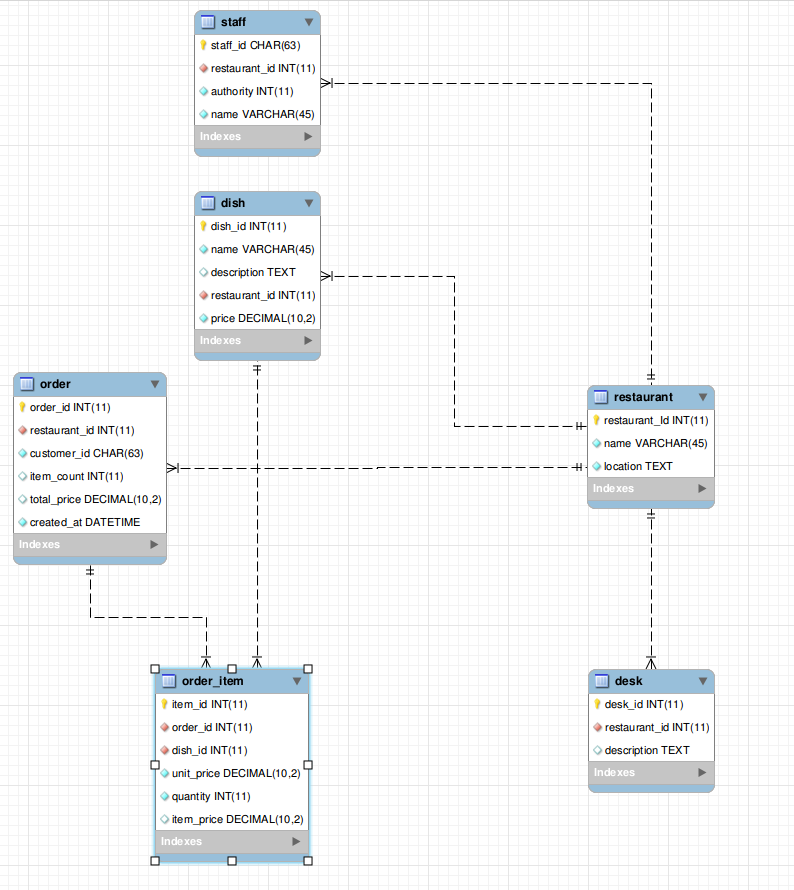 staff
staff_id CHAR(63)
restaurant_id INT(11)
authority INT(11)
name VARCHAR(45)
Indexes
dish
dish_id INT(11)
name VARCHAR(45)
description TEXT
restaurant_id INT(11)
price DECIMAL(10,2)
Indexes
order
order_id INT(11)
restaurant_id INT(11)
customer_id CHAR(63)
item_count INT(11)
total_price DECIMAL(10,2)
created_at DATETIME
Indexes
restaurant
restaurant_Id INT(11)
name VARCHAR(45)
location TEXT
Indexes
order_item
item_id INT(11)
order_id INT(11)
dish_id INT(11)
unit_price DECIMAL(10,2)
quantity INT(11)
item_price DECIMAL(10,2)
Indexes
desk
desk_id INT(11)
restaurant_id INT(11)
description TEXT
Indexes